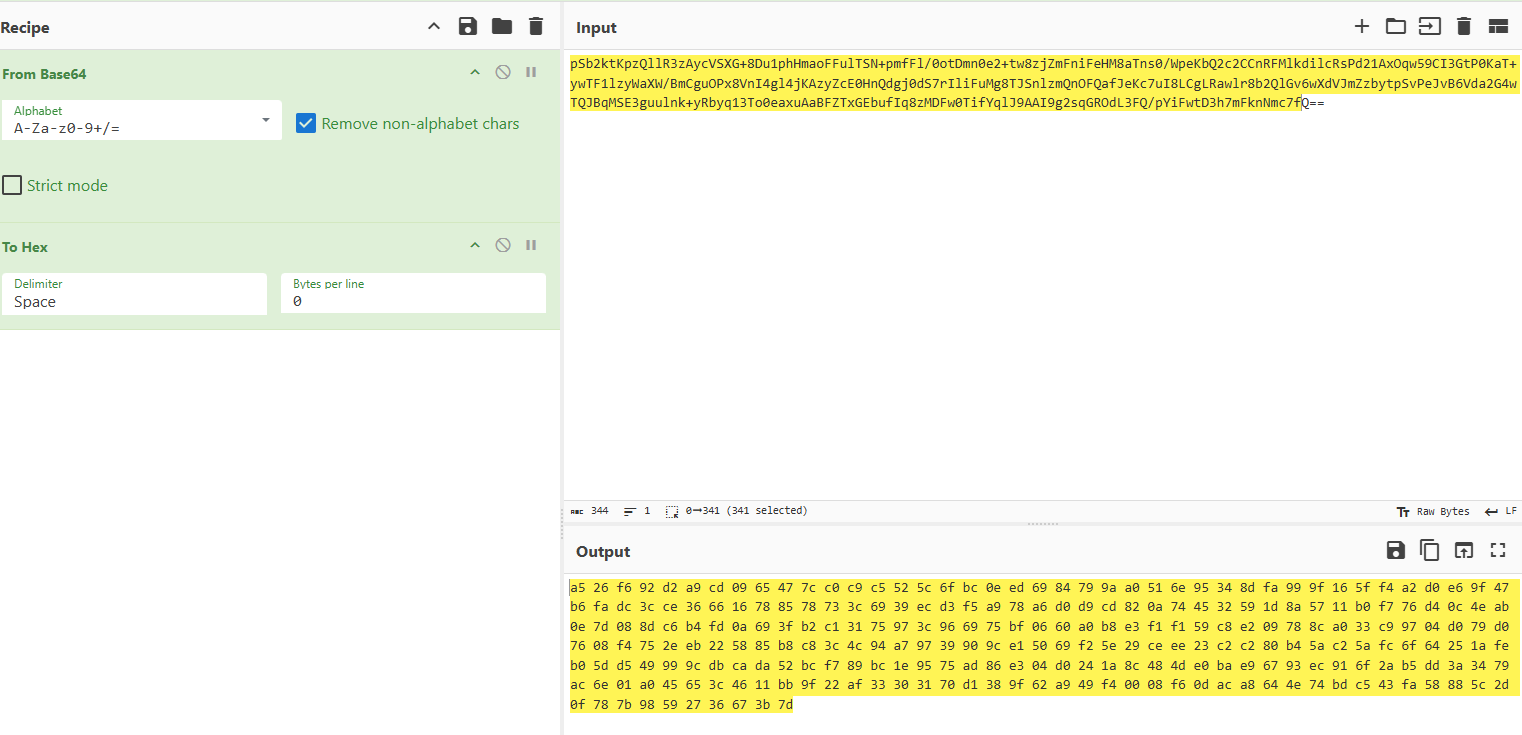 Recipe
Input
From Base64
Alphabet
A-Za-z0-9+/=
Remove non-alphabet chars
Strict mode
To Hex
Delimiter
Space
Bytes per line
0
pSb2ktKpzQllR3zAycVSXG+8Du1phHmaoFFulTSN+pmfFl/0otDmn0e2+tw8zjZmFniFeHM8aTns0/WpeKbQ2c2CCnRFMlkdilcRsPd21AxOqw59CI3GtP0KaT+
ywTF1lzyWaXW/BmCguOPx8VnI4gl4jKAzyZcE0HnQdgj0dS7rIliFuMg8TJSnlzmQnOFQafJeKc7uI8LCgLRawlr8b2QlGv6wXdVJmZzbytpSvPeJvB6Vda2G4w
TQJBqMSE3guulnk+yRbyq13To0eaxuAaBFZTxGEbufIq8zMDFw0TifYqlJ9AAI9g2sqGROdL3FQ/pYiFwtD3h7mFknNmc7fQ==
ABC 344 1 0→341 (341 selected)
Tт Raw Bytes LF
Output
a5 26 f6 92 d2 a9 cd 09 65 47 7c c0 c9 c5 52 5c 6f bc 0e ed 69 84 79 9a a0 51 6e 95 34 8d fa 99 9f 16 5f f4 a2 d0 e6 9f 47
b6 fa dc 3c ce 36 66 16 78 85 78 73 3c 69 39 ec d3 f5 a9 78 a6 d0 d9 cd 82 0a 74 45 32 59 1d 8a 57 11 b0 f7 76 d4 0c 4e ab
0e 7d 08 8d c6 b4 fd 0a 69 3f b2 c1 31 75 97 3c 96 69 75 bf 06 60 a0 b8 e3 f1 f1 59 c8 e2 09 78 8c a0 33 c9 97 04 d0 79 d0
76 08 f4 75 2e eb 22 58 85 b8 c8 3c 4c 94 a7 97 39 90 9c e1 50 69 f2 5e 29 ce ee 23 c2 c2 80 b4 5a c2 5a fc 6f 64 25 1a fe
b0 5d d5 49 99 9c db ca da 52 bc f7 89 bc 1e 95 75 ad 86 e3 04 d0 24 1a 8c 48 4d e0 ba e9 67 93 ec 91 6f 2a b5 dd 3a 34 79
ac 6e 01 a0 45 65 3c 46 11 bb 9f 22 af 33 30 31 70 d1 38 9f 62 a9 49 f4 00 08 f6 0d ac a8 64 4e 74 bd c5 43 fa 58 88 5c 2d
0f 78 7b 98 59 27 36 67 3b 7d